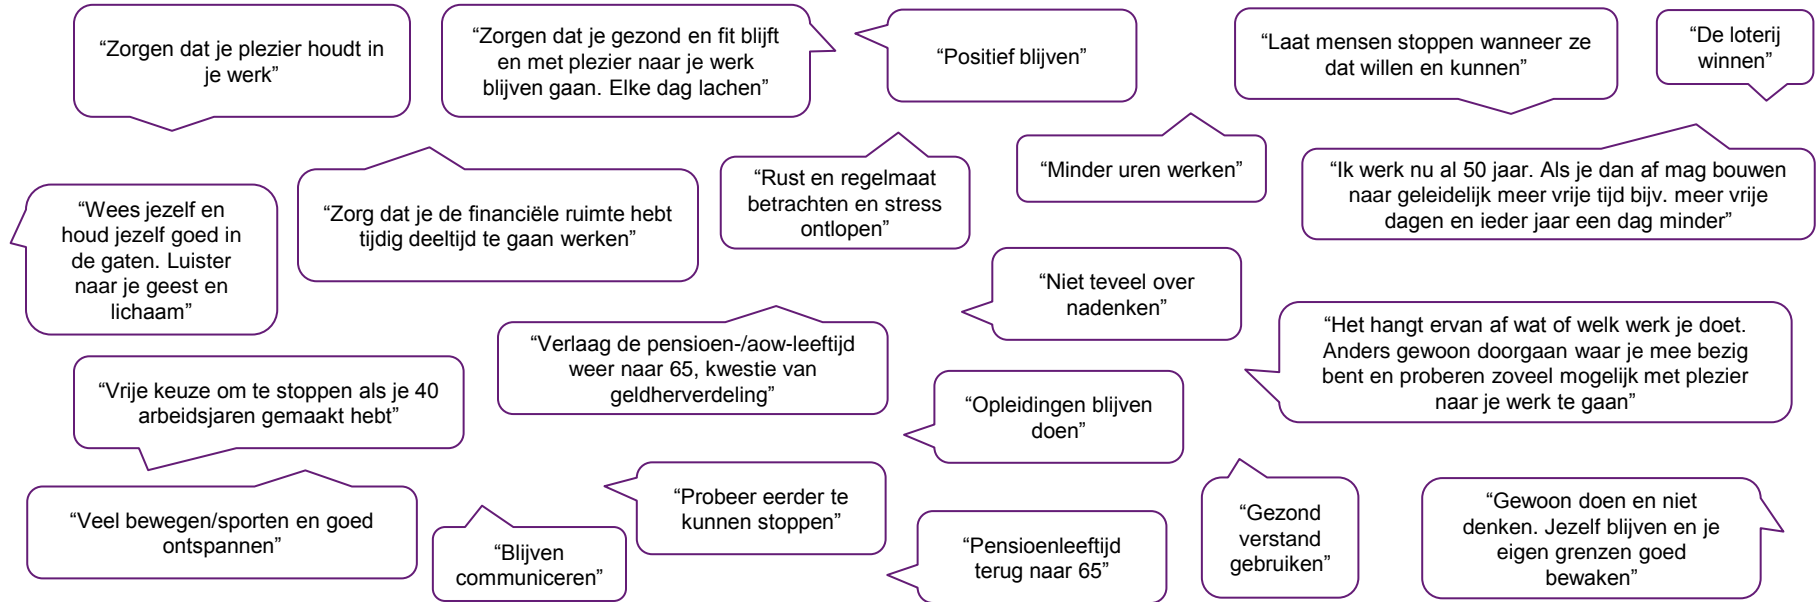 “Zorgen dat je plezier houdt in
je werk”
“Zorgen dat je gezond en fit blijft
en met plezier naar je werk
blijven gaan. Elke dag lachen”
“Positief blijven”
“Laat mensen stoppen wanneer ze
dat willen en kunnen”
“De loterij
winnen”
“Wees jezelf en
houd jezelf goed in
de gaten. Luister
naar je geest en
lichaam”
“Zorg dat je de financiële ruimte hebt
tijdig deeltijd te gaan werken”
“Rust en regelmaat
betrachten en stress
ontlopen”
“Minder uren werken”
“Ik werk nu al 50 jaar. Als je dan af mag bouwen
naar geleidelijk meer vrije tijd bijv. meer vrije
dagen en ieder jaar een dag minder”
“Niet teveel over
nadenken”
“Verlaag de pensioen-/aow-leeftijd
weer naar 65, kwestie van
geldherverdeling”
“Het hangt ervan af wat of welk werk je doet.
Anders gewoon doorgaan waar je mee bezig
bent en proberen zoveel mogelijk met plezier
naar je werk te gaan”
“Vrije keuze om te stoppen als je 40
arbeidsjaren gemaakt hebt”
“Opleidingen blijven
doen”
“Veel bewegen/sporten en goed
ontspannen”
“Blijven
communiceren”
“Probeer eerder te
kunnen stoppen”
“Pensioenleeftijd
terug naar 65”
“Gezond
verstand
gebruiken”
“Gewoon doen en niet
denken. Jezelf blijven en je
eigen grenzen goed
bewaken”